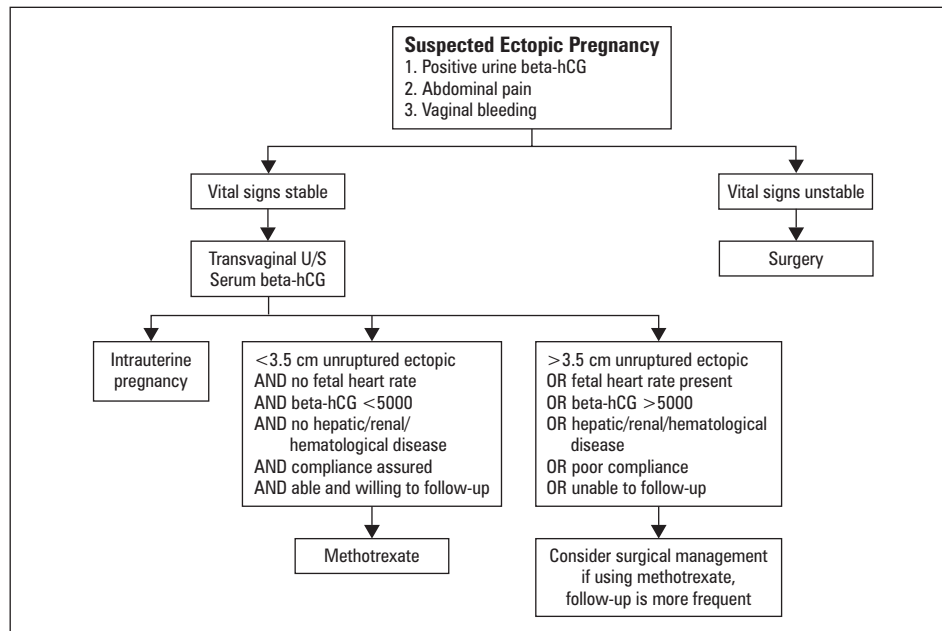 Suspected Ectopic Pregnancy
1. Positive urine beta-hCG
2. Abdominal pain
3. Vaginal bleeding
Vital signs stable
Vital signs unstable
Transvaginal U/S
Serum beta-hCG
Surgery
Intrauterine
pregnancy
<3.5 cm unruptured ectopic
AND no fetal heart rate
AND beta-hCG <5000
AND no hepatic/renal/
hematological disease
AND compliance assured
AND able and willing to follow-up
>3.5 cm unruptured ectopic
OR fetal heart rate present
OR beta-hCG >5000
OR hepatic/renal/hematological
disease
OR poor compliance
OR unable to follow-up
Methotrexate
Consider surgical management
if using methotrexate,
follow-up is more frequent